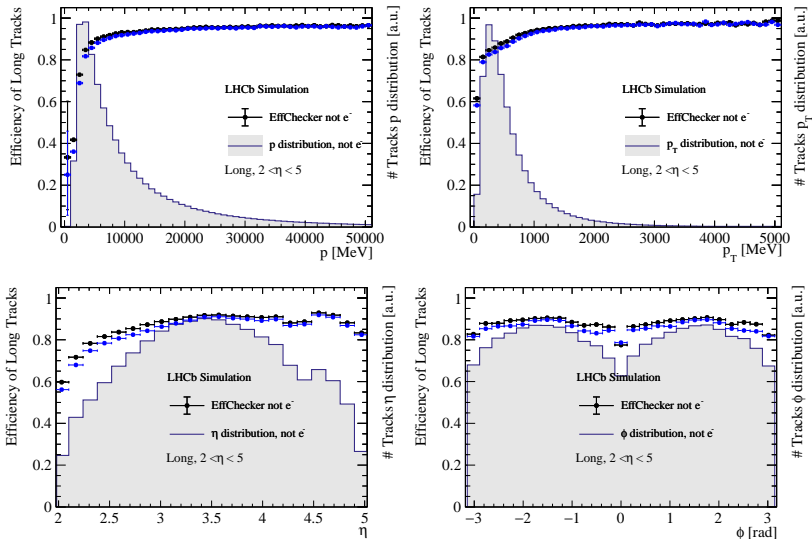 Efficiency of Long Tracks
1
0.8
0.6
0.4
0.2
0
LHCb Simulation
EffChecker not e⁻
p distribution, not e⁻
Long, 2 <η < 5
0 10000 20000 30000 40000 50000
p [MeV]
# Tracks p distribution [a.u.]
Efficiency of Long Tracks
1
0.8
0.6
0.4
0.2
0
LHCb Simulation
EffChecker not e⁻
p_T distribution, not e⁻
Long, 2 <η < 5
0 1000 2000 3000 4000 5000
p_T [MeV]
# Tracks p_T distribution [a.u.]
Efficiency of Long Tracks
1
0.8
0.6
0.4
0.2
0
LHCb Simulation
EffChecker not e⁻
η distribution, not e⁻
Long, 2 <η < 5
2 2.5 3 3.5 4 4.5 5
η
# Tracks η distribution [a.u.]
Efficiency of Long Tracks
1
0.8
0.6
0.4
0.2
0
LHCb Simulation
EffChecker not e⁻
ϕ distribution, not e⁻
Long, 2 <η < 5
−3 −2 −1 0 1 2 3
ϕ [rad]
# Tracks ϕ distribution [a.u.]